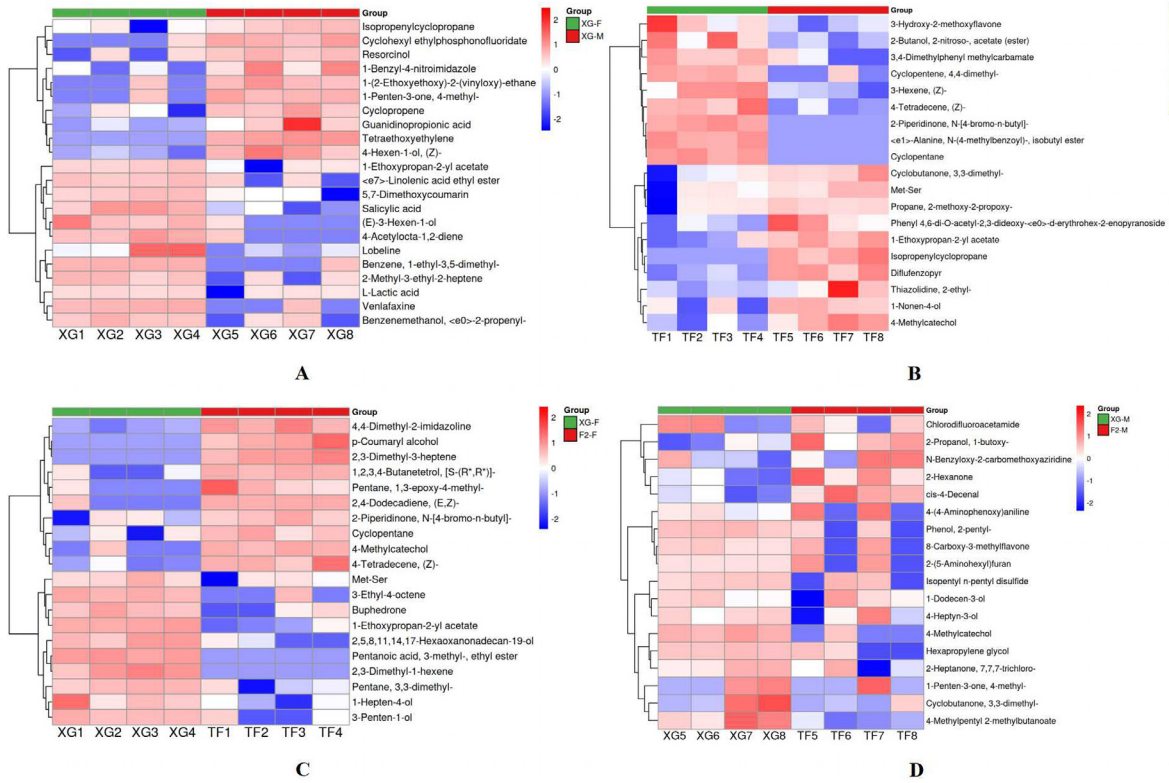 Group
Isopropenylcyclopropane
Cyclohexyl ethylphosphonofluoridate
Resorcinol
1-Benzyl-4-nitroimidazole
1-(2-Ethoxyethoxy)-2-(vinyloxy)-ethane
1-Penten-3-one, 4-methyl-
Cyclopropene
Guanidinopropionic acid
Tetraethoxyethylene
4-Hexen-1-ol, (Z)-
1-Ethoxypropan-2-yl acetate
<e7>-Linolenic acid ethyl ester
5,7-Dimethoxycoumarin
Salicylic acid
(E)-3-Hexen-1-ol
4-Acetylocta-1,2-diene
Lobeline
Benzene, 1-ethyl-3,5-dimethyl-
2-Methyl-3-ethyl-2-heptene
L-Lactic acid
Venlafaxine
Benzenemethanol, <e0>-2-propenyl-
XG1 XG2 XG3 XG4 XG5 XG6 XG7 XG8
2
1
0
-1
-2
Group
XG-F
XG-M
A
Group
3-Hydroxy-2-methoxyflavone
2-Butanol, 2-nitroso-, acetate (ester)
3,4-Dimethylphenyl methylcarbamate
Cyclopentene, 4,4-dimethyl-
3-Hexene, (Z)-
4-Tetradecene, (Z)-
2-Piperidinone, N-[4-bromo-n-butyl]-
<e1>-Alanine, N-(4-methylbenzoyl)-, isobutyl ester
Cyclopentane
Cyclobutanone, 3,3-dimethyl-
Met-Ser
Propane, 2-methoxy-2-propoxy-
Phenyl 4,6-di-O-acetyl-2,3-dideoxy-<e0>-d-erythrohex-2-enopyranoside
1-Ethoxypropan-2-yl acetate
Isopropenylcyclopropane
Diflufenzopyr
Thiazolidine, 2-ethyl-
1-Nonen-4-ol
4-Methylcatechol
TF1 TF2 TF3 TF4 TF5 TF6 TF7 TF8
B
Group
4,4-Dimethyl-2-imidazoline
p-Coumaryl alcohol
2,3-Dimethyl-3-heptene
1,2,3,4-Butanetetrol, [S-(R*,R*)]-
Pentane, 1,3-epoxy-4-methyl-
2,4-Dodecadiene, (E,Z)-
2-Piperidinone, N-[4-bromo-n-butyl]-
Cyclopentane
4-Methylcatechol
4-Tetradecene, (Z)-
Met-Ser
3-Ethyl-4-octene
Buphedrone
1-Ethoxypropan-2-yl acetate
2,5,8,11,14,17-Hexaoxanonadecan-19-ol
Pentanoic acid, 3-methyl-, ethyl ester
2,3-Dimethyl-1-hexene
Pentane, 3,3-dimethyl-
1-Hepten-4-ol
3-Penten-1-ol
XG1 XG2 XG3 XG4 TF1 TF2 TF3 TF4
2
1
0
-1
-2
Group
XG-F
F2-F
C
Group
Chlorodifluoroacetamide
2-Propanol, 1-butoxy-
N-Benzyloxy-2-carbomethoxyaziridine
2-Hexanone
cis-4-Decenal
4-(4-Aminophenoxy)aniline
Phenol, 2-pentyl-
8-Carboxy-3-methylflavone
2-(5-Aminohexyl)furan
Isopentyl n-pentyl disulfide
1-Dodecen-3-ol
4-Heptyn-3-ol
4-Methylcatechol
Hexapropylene glycol
2-Heptanone, 7,7,7-trichloro-
1-Penten-3-one, 4-methyl-
Cyclobutanone, 3,3-dimethyl-
4-Methylpentyl 2-methylbutanoate
XG5 XG6 XG7 XG8 TF5 TF6 TF7 TF8
2
1
0
-1
-2
Group
XG-M
F2-M
D